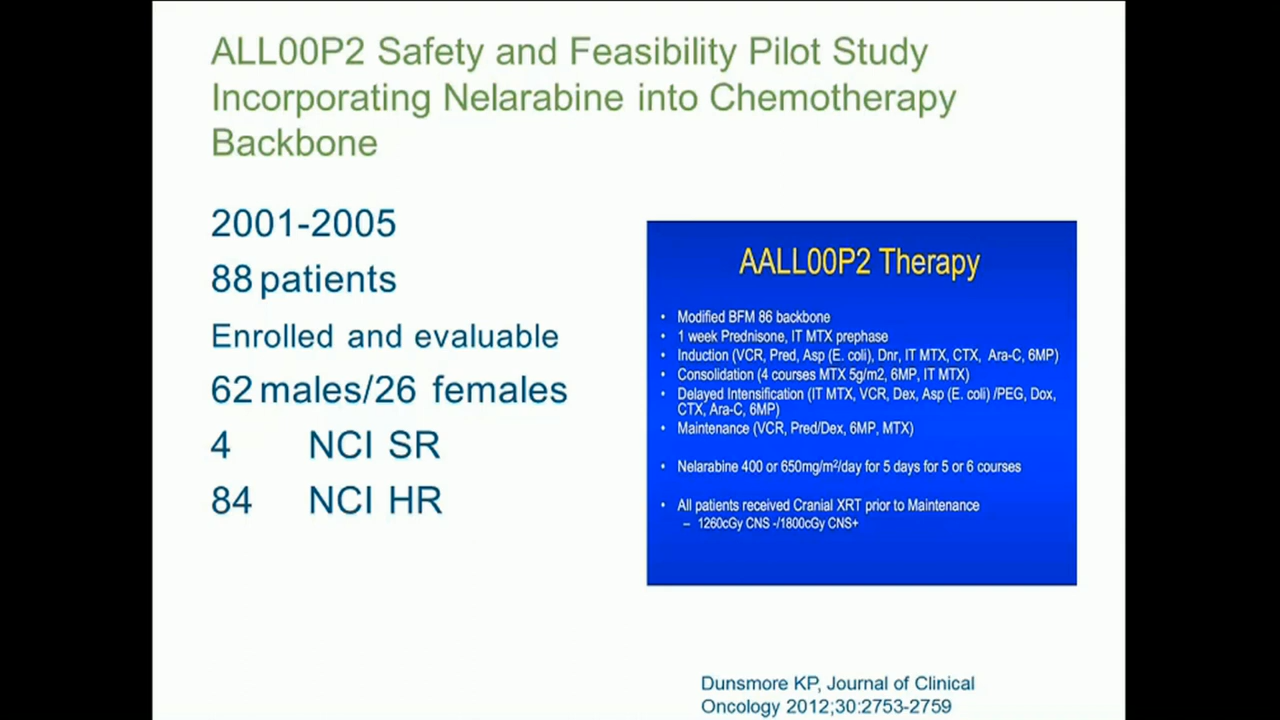 ALL00P2 Safety and Feasibility Pilot Study
Incorporating Nelarabine into Chemotherapy
Backbone
2001-2005
88 patients
Enrolled and evaluable
62 males/26 females
4 NCI SR
84 NCI HR
AALL00P2 Therapy
• Modified BFM 86 backbone
• 1 week Prednisone, IT MTX prephase
• Induction (VCR, Pred, Asp (E. coli), Dnr, IT MTX, CTX, Ara-C, 6MP)
• Consolidation (4 courses MTX 5g/m2, 6MP, IT MTX)
• Delayed Intensification (IT MTX, VCR, Dex, Asp (E. coli) /PEG, Dox,
CTX, Ara-C, 6MP)
• Maintenance (VCR, Pred/Dex, 6MP, MTX)
• Nelarabine 400 or 650mg/m²/day for 5 days for 5 or 6 courses
• All patients received Cranial XRT prior to Maintenance
– 1260cGy CNS -/1800cGy CNS+
Dunsmore KP, Journal of Clinical
Oncology 2012;30:2753-2759